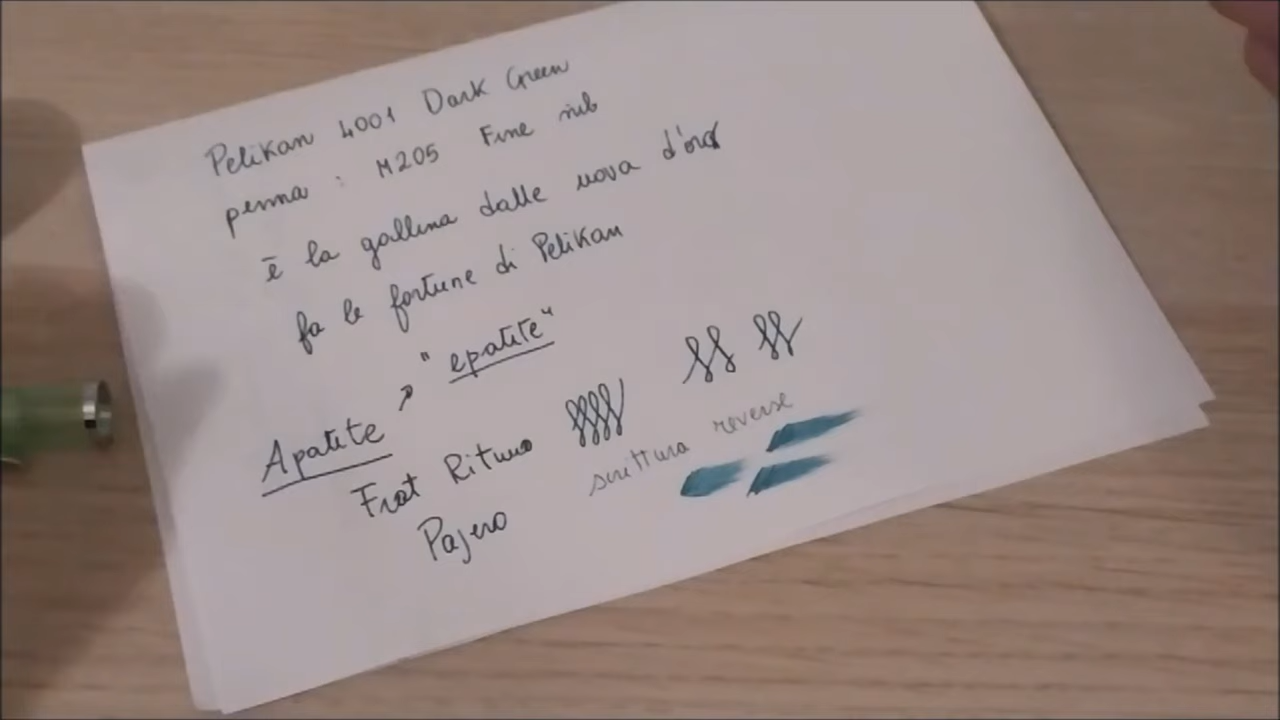 Pelikan 4001 Dark Green
penna : M205 Fine nib
è la gallina dalle uova d'oro
fa le fortune di Pelikan
"epatite"
Apatite
Fiat Ritmo
scrittura reverse
Pajero